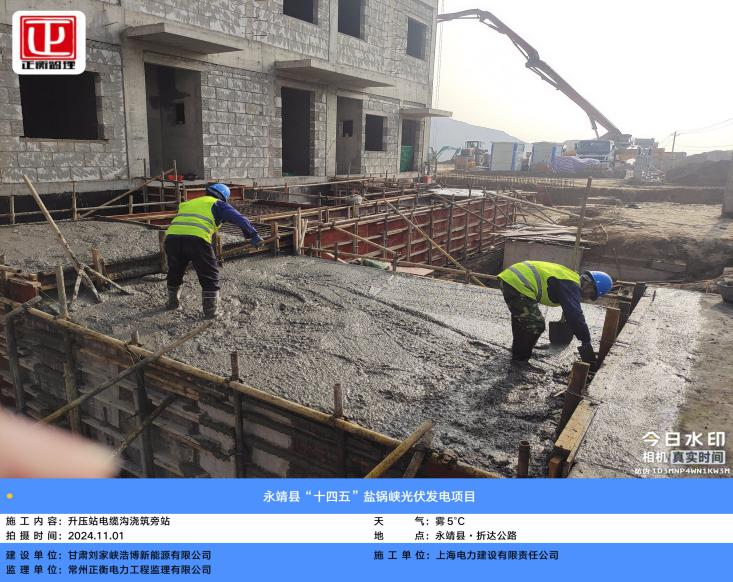 正衡监理
今日水印
相机 真实时间
防伪 ID3MNP4WN1KW3M
永靖县“十四五”盐锅峡光伏发电项目
施工内容：升压站电缆沟浇筑旁站
天 气：雾5℃
拍摄时间：2024.11.01
地 点：永靖县·折达公路
建设单位：甘肃刘家峡浩博新能源有限公司
施工单位：上海电力建设有限责任公司
监理单位：常州正衡电力工程监理有限公司